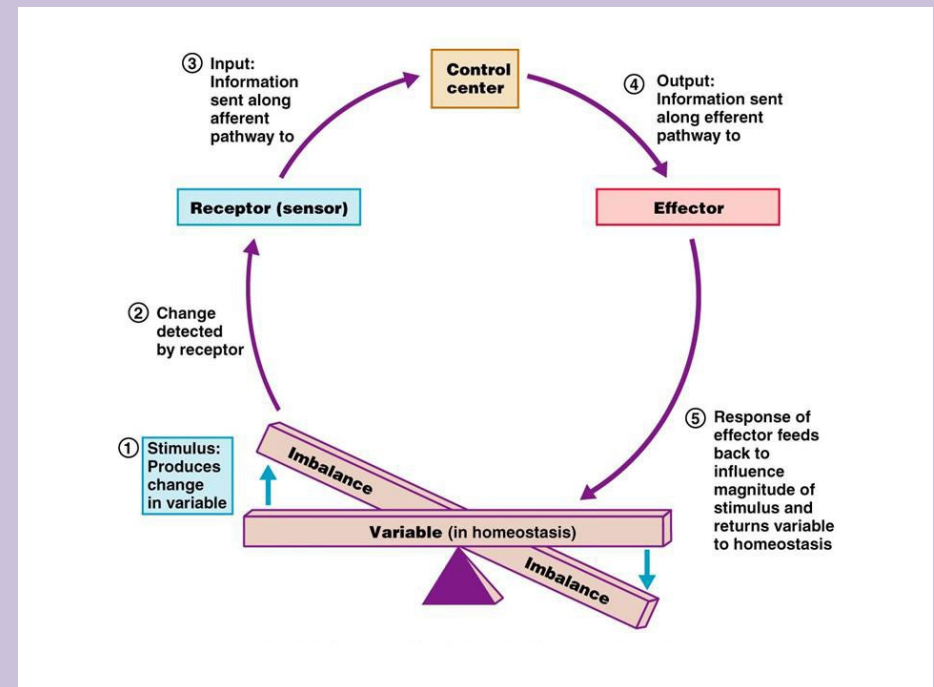 ① Stimulus:
Produces
change
in variable
② Change
detected
by receptor
Receptor (sensor)
③ Input:
Information
sent along
afferent
pathway to
Control
center
④ Output:
Information sent
along efferent
pathway to
Effector
⑤ Response of
effector feeds
back to
influence
magnitude of
stimulus and
returns variable
to homeostasis
Imbalance
Variable (in homeostasis)
Imbalance